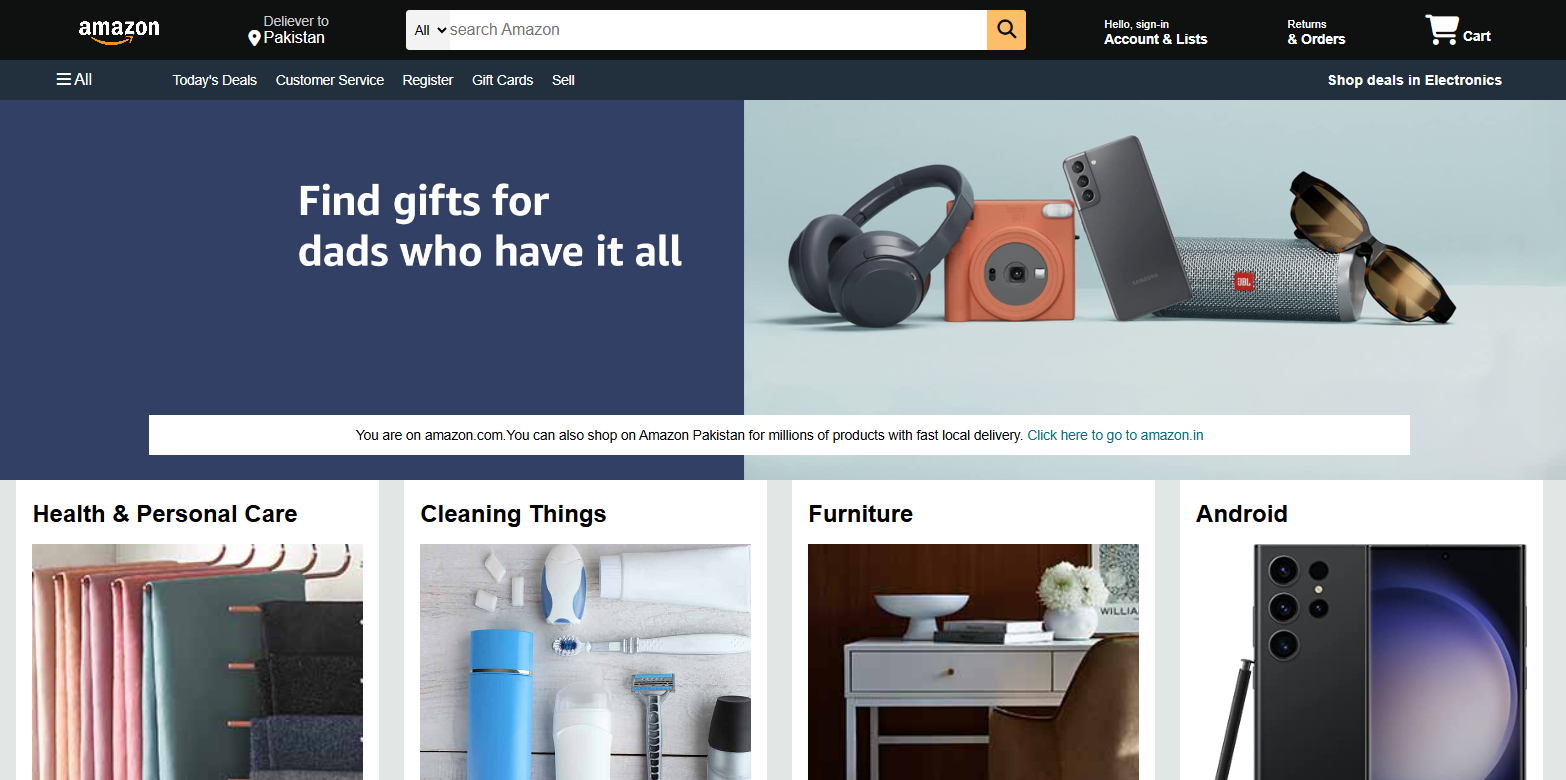 amazon
Deliever to
Pakistan
All
search Amazon
Hello, sign-in
Account & Lists
Returns
& Orders
Cart
All
Today's Deals
Customer Service
Register
Gift Cards
Sell
Shop deals in Electronics
Find gifts for
dads who have it all
SAMSUNG
JBL
You are on amazon.com.You can also shop on Amazon Pakistan for millions of products with fast local delivery. Click here to go to amazon.in
Health & Personal Care
Cleaning Things
Furniture
Android
WILLIA